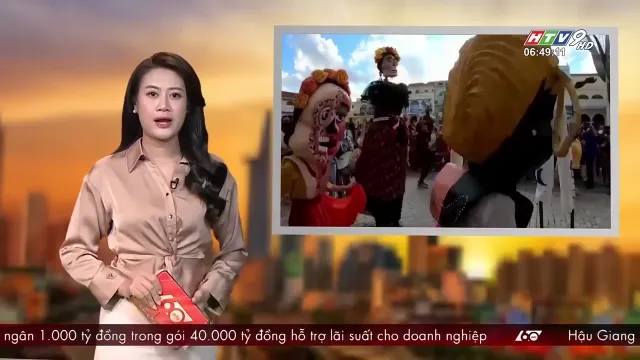 HTV9 HD
06:49:11
ngân 1.000 tỷ đồng trong gói 40.000 tỷ đồng hỗ trợ lãi suất cho doanh nghiệp
Hậu Giang